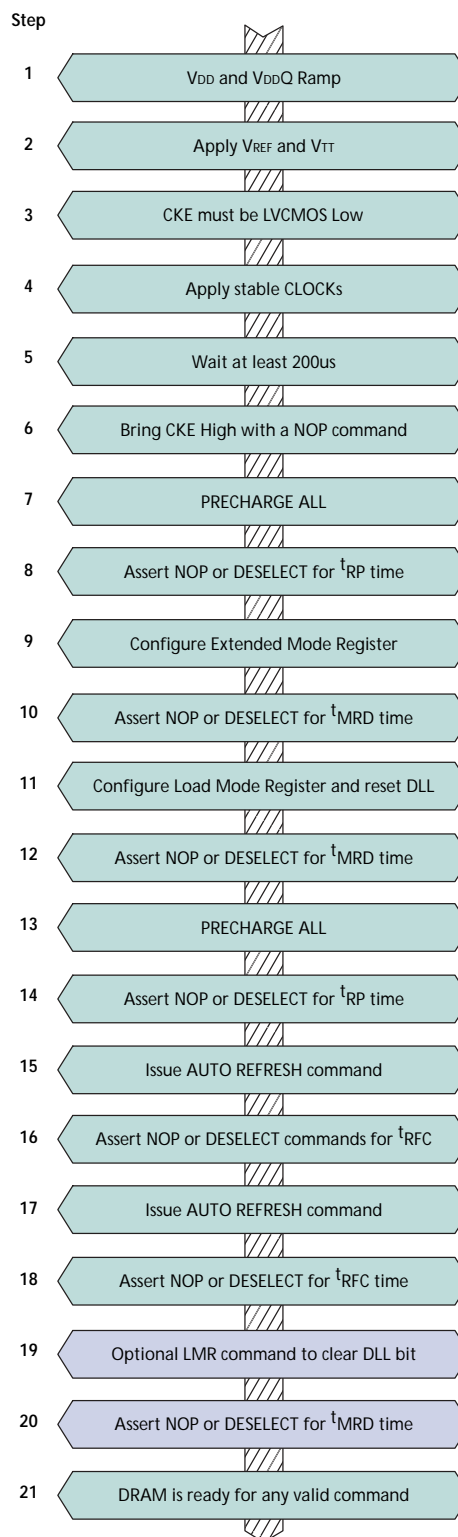 Step
1 VDD and VDDQ Ramp
2 Apply VREF and VTT
3 CKE must be LVCMOS Low
4 Apply stable CLOCKs
5 Wait at least 200us
6 Bring CKE High with a NOP command
7 PRECHARGE ALL
8 Assert NOP or DESELECT for tRP time
9 Configure Extended Mode Register
10 Assert NOP or DESELECT for tMRD time
11 Configure Load Mode Register and reset DLL
12 Assert NOP or DESELECT for tMRD time
13 PRECHARGE ALL
14 Assert NOP or DESELECT for tRP time
15 Issue AUTO REFRESH command
16 Assert NOP or DESELECT commands for tRFC
17 Issue AUTO REFRESH command
18 Assert NOP or DESELECT for tRFC time
19 Optional LMR command to clear DLL bit
20 Assert NOP or DESELECT for tMRD time
21 DRAM is ready for any valid command